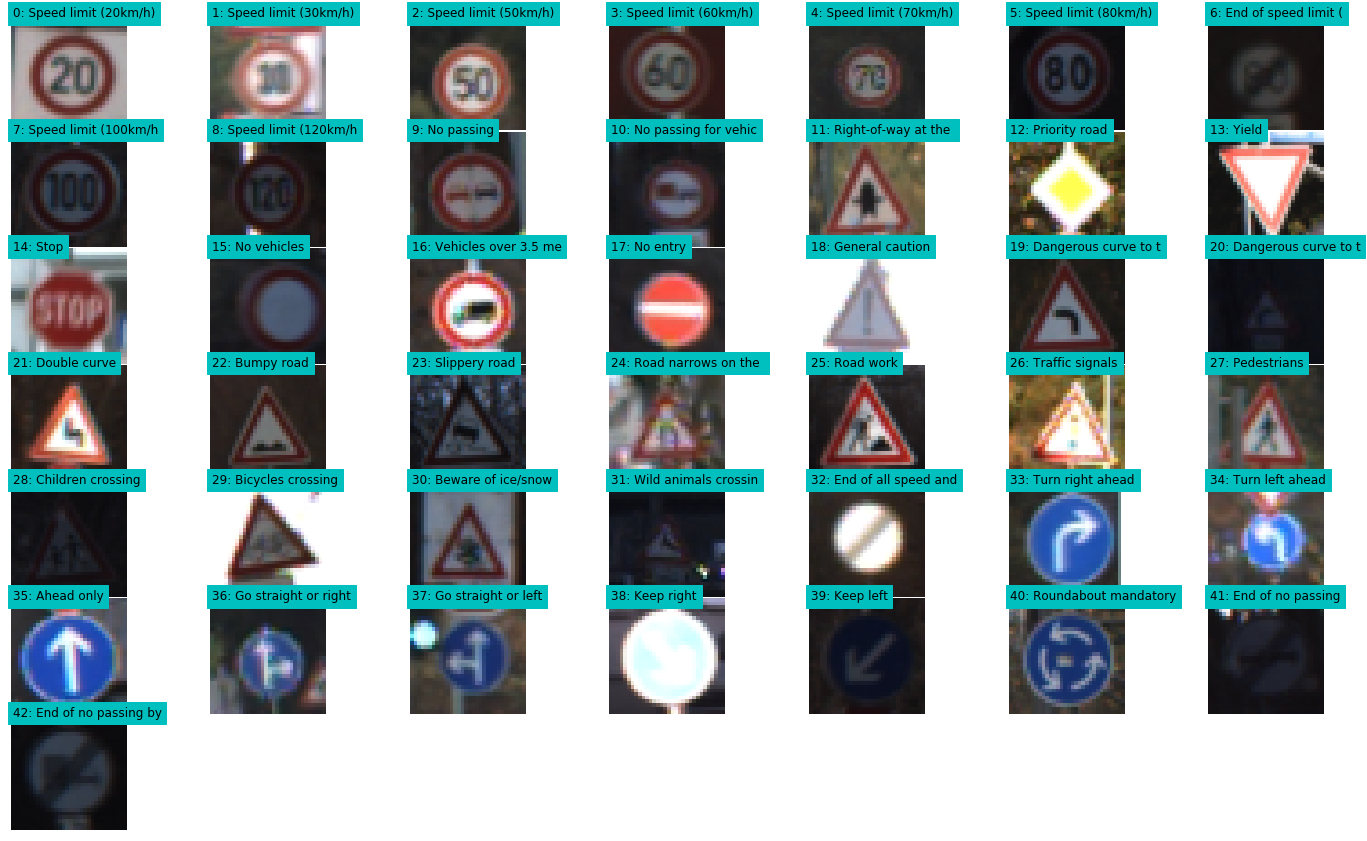 0: Speed limit (20km/h)
1: Speed limit (30km/h)
2: Speed limit (50km/h)
3: Speed limit (60km/h)
4: Speed limit (70km/h)
5: Speed limit (80km/h)
6: End of speed limit (
20
30
50
60
70
80
80
7: Speed limit (100km/h
8: Speed limit (120km/h
9: No passing
10: No passing for vehic
11: Right-of-way at the
12: Priority road
13: Yield
100
120
14: Stop
15: No vehicles
16: Vehicles over 3.5 me
17: No entry
18: General caution
19: Dangerous curve to t
20: Dangerous curve to t
STOP
21: Double curve
22: Bumpy road
23: Slippery road
24: Road narrows on the
25: Road work
26: Traffic signals
27: Pedestrians
28: Children crossing
29: Bicycles crossing
30: Beware of ice/snow
31: Wild animals crossin
32: End of all speed and
33: Turn right ahead
34: Turn left ahead
35: Ahead only
36: Go straight or right
37: Go straight or left
38: Keep right
39: Keep left
40: Roundabout mandatory
41: End of no passing
42: End of no passing by